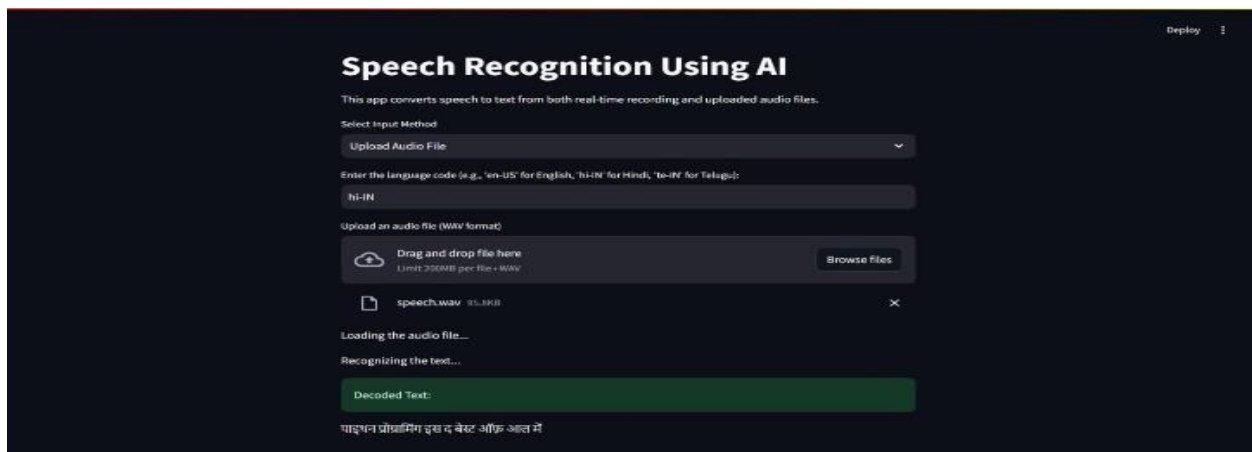 Deploy
Speech Recognition Using AI
This app converts speech to text from both real-time recording and uploaded audio files.
Select Input Method
Upload Audio File
Enter the language code (e.g., 'en-US' for English, 'hi-IN' for Hindi, 'te-IN' for Telugu):
hi-IN
Upload an audio file (WAV format)
Drag and drop file here
Browse files
Limit 200MB per file • WAV
speech.wav 95.8KB
Loading the audio file...
Recognizing the text...
Decoded Text:
पाइथन प्रोग्रामिंग इस द बेस्ट ऑफ़ आल में